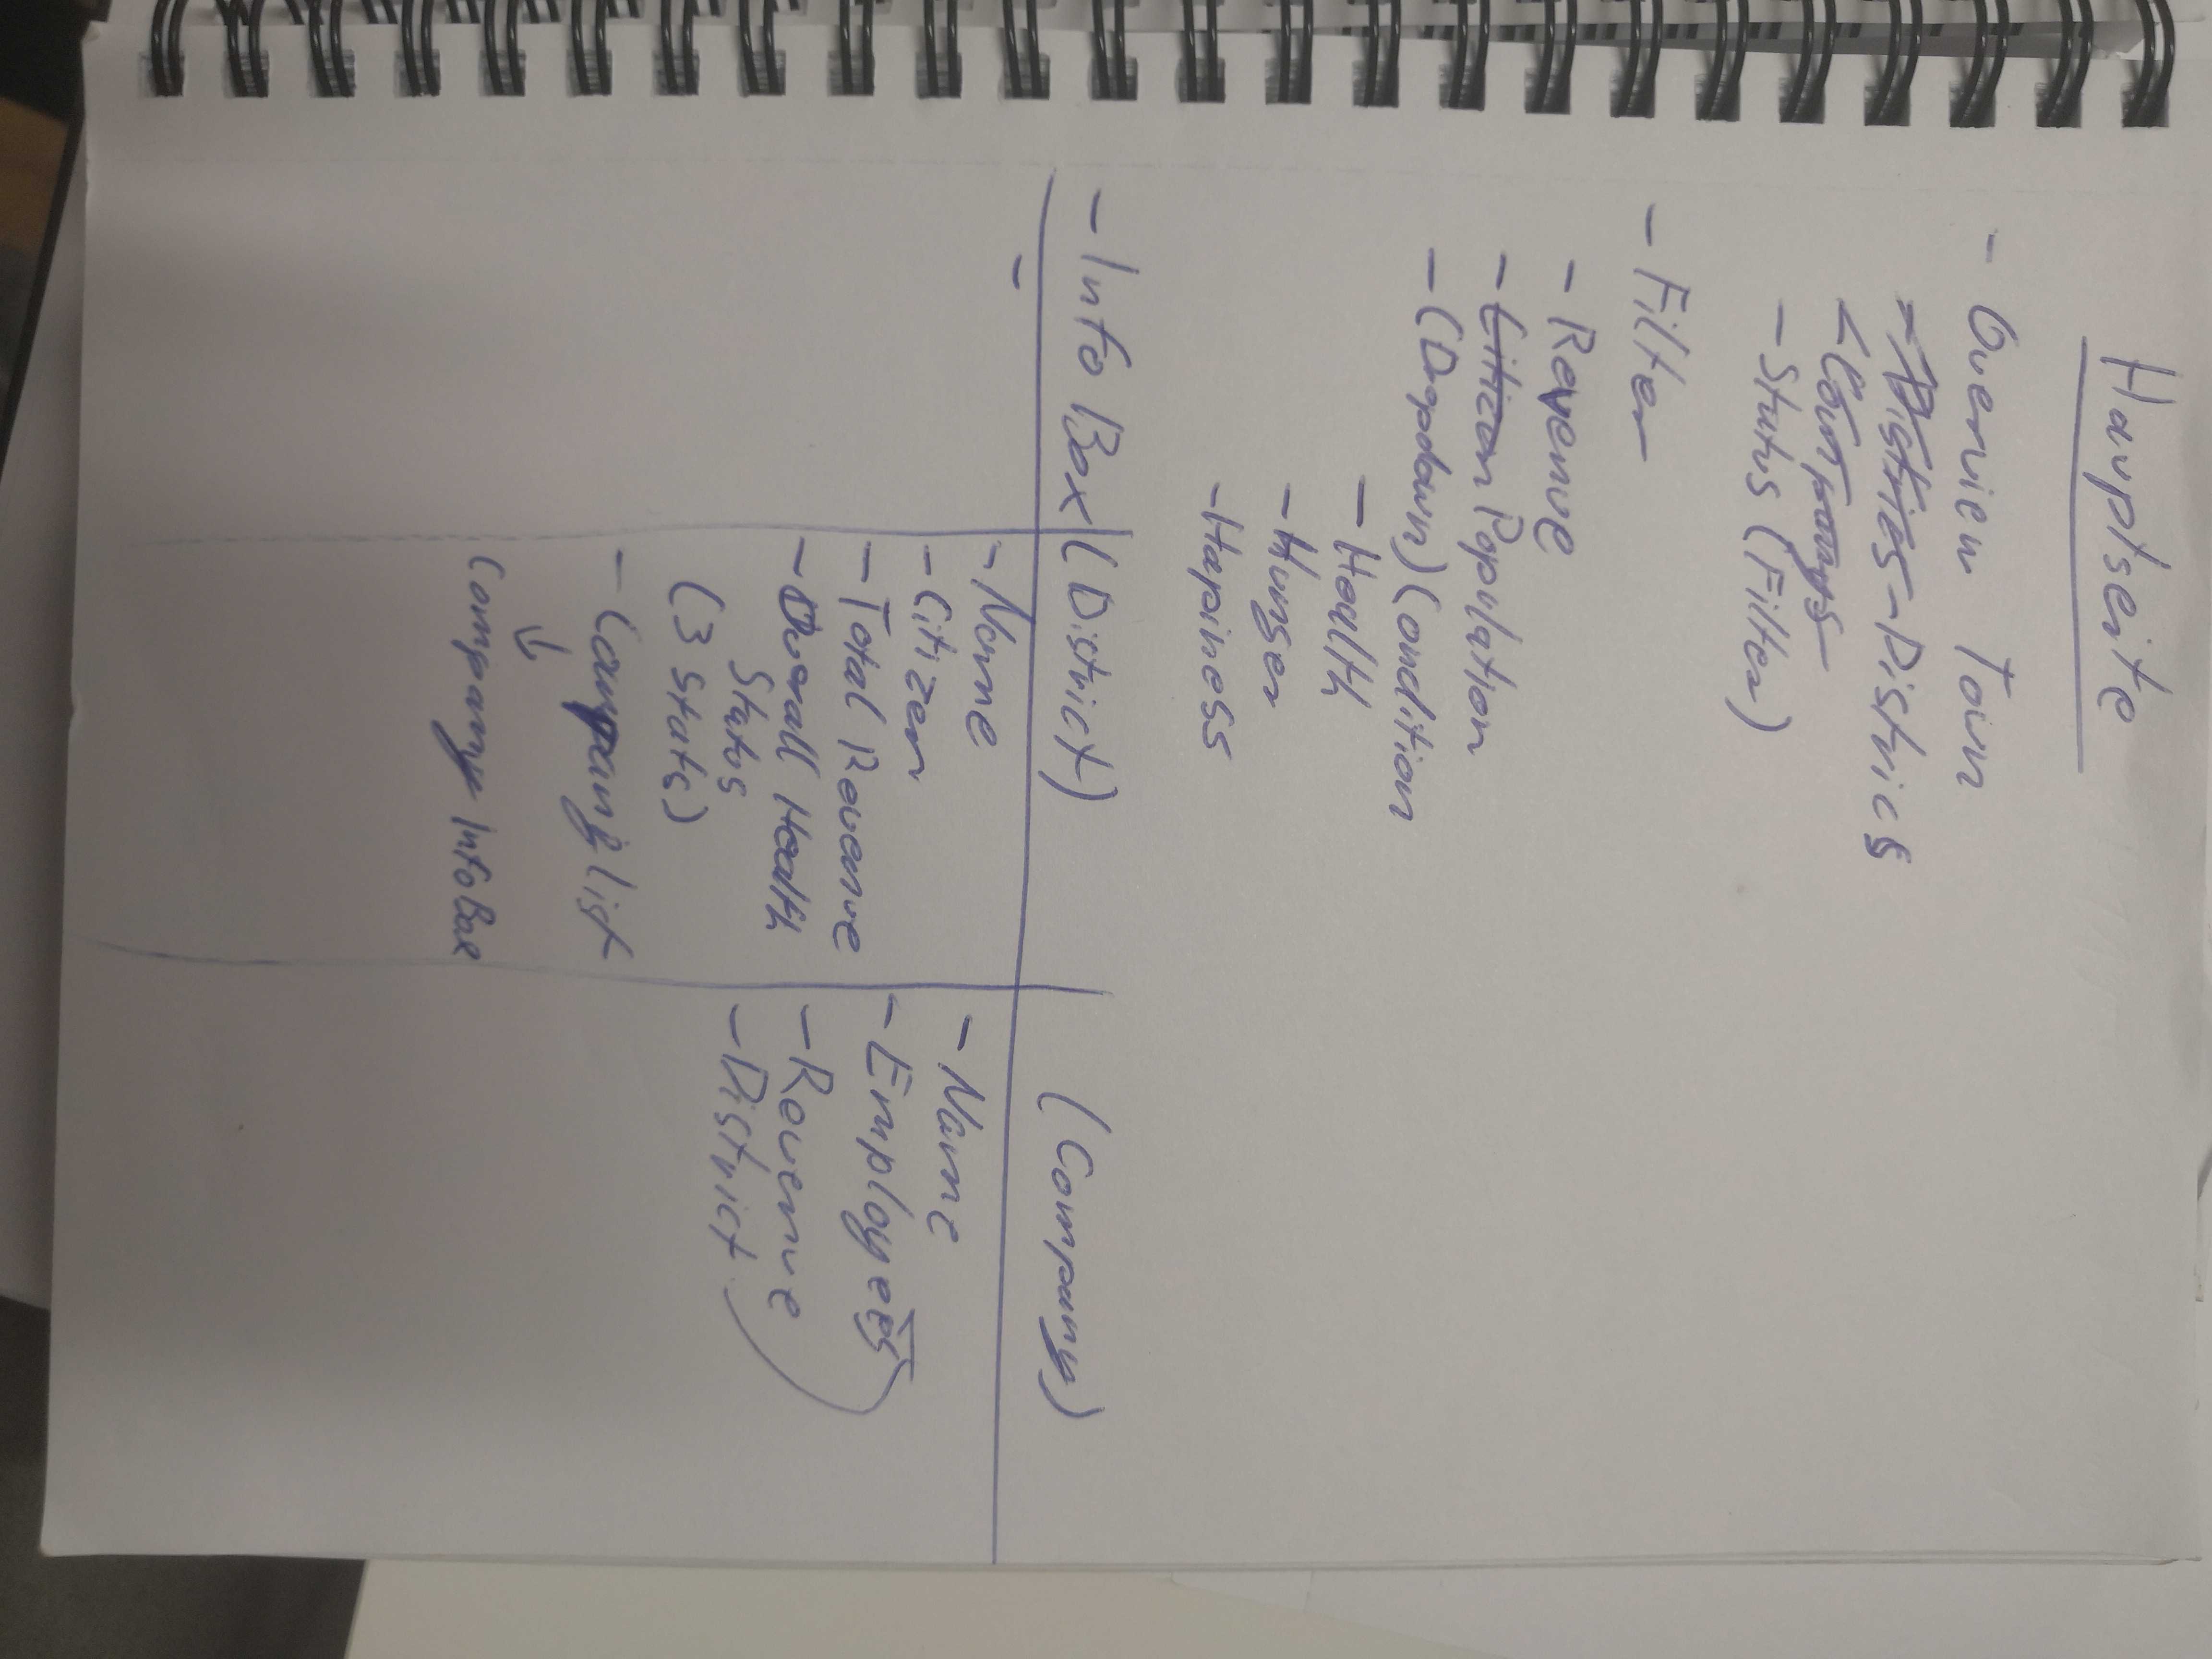 Hauptseite
- Overview Town
- Districs - Districs
- Companys
- Status (Filter)
- Filter
- Revenue
- Citizen Population
- (Dropdown) Condition
- Health
- Hunger
- Hapiness
- Info Box (District) (Company)
-
- Name
- Citizen
- Total Revenue
- Overall Health
Status
(3 Stats)
- Company list
↓
Company InfoBox
- Name
- Employees
- Revenue
- District